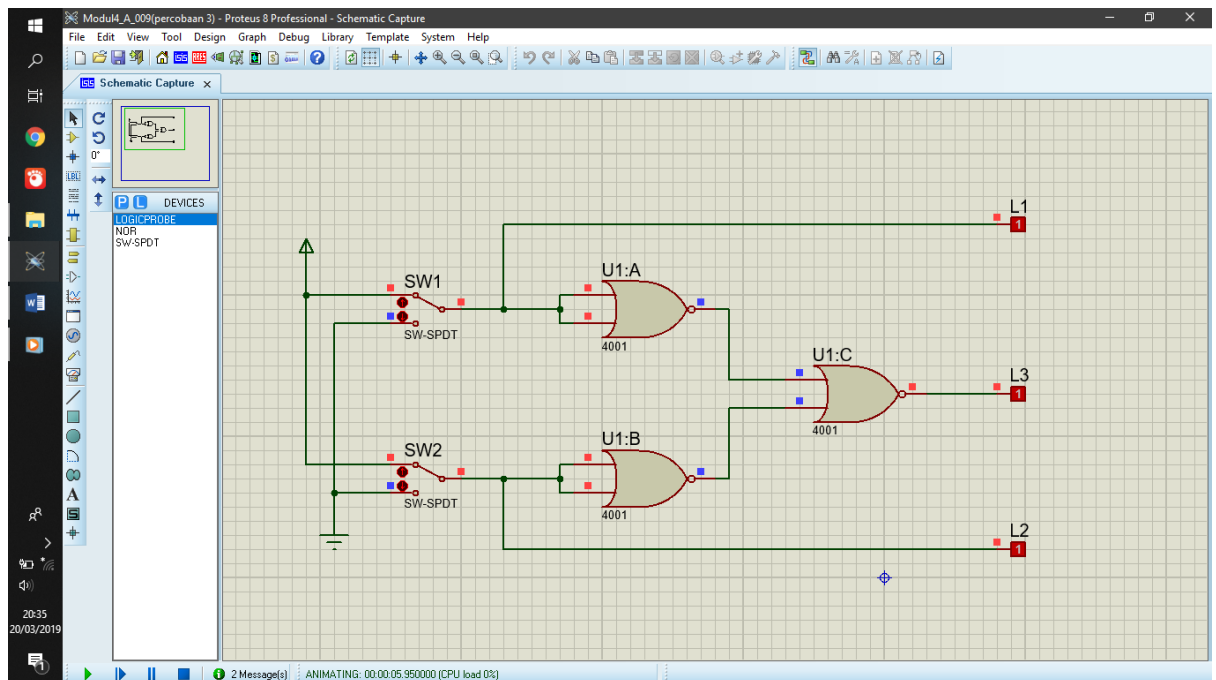 Modul4_A_009(percobaan 3) - Proteus 8 Professional - Schematic Capture
File Edit View Tool Design Graph Debug Library Template System Help
Schematic Capture x
0°
LBL
P L DEVICES
LOGICPROBE
NOR
SW-SPDT
A
S
L1
1
U1:A
4001
SW1
SW-SPDT
U1:C
4001
L3
1
SW2
SW-SPDT
U1:B
4001
L2
1
20:35
20/03/2019
1
2 Message(s) ANIMATING: 00:00:05.950000 (CPU load 0%)